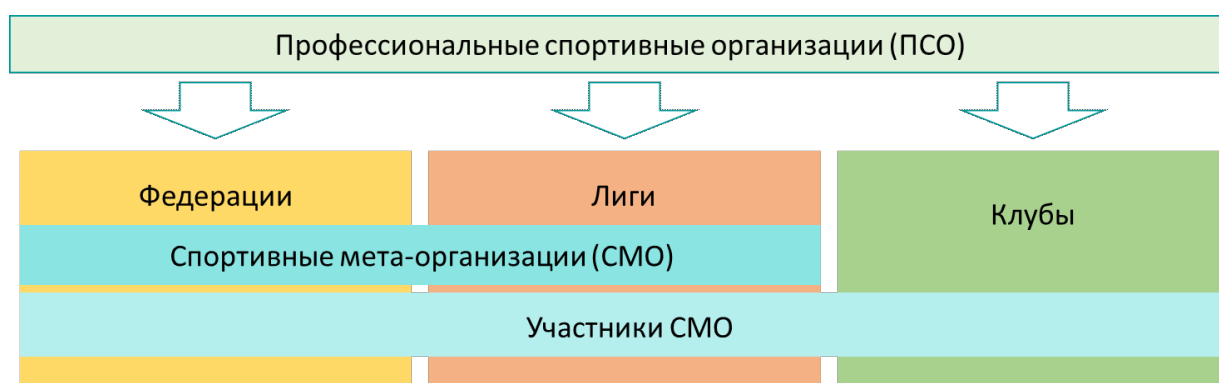 Профессиональные спортивные организации (ПСО)
Федерации
Лиги
Клубы
Спортивные мета-организации (СМО)
Участники СМО